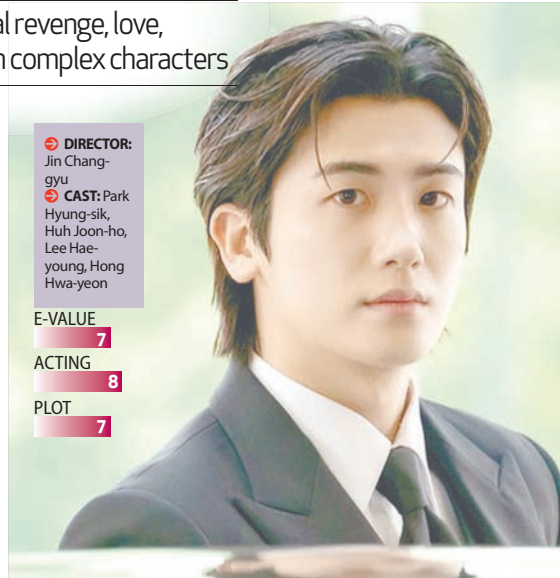 al revenge, love,
n complex characters
DIRECTOR:
Jin Chang-
gyu
CAST: Park
Hyung-sik,
Huh Joon-ho,
Lee Hae-
young, Hong
Hwa-yeon
E-VALUE
7
ACTING
8
PLOT
7